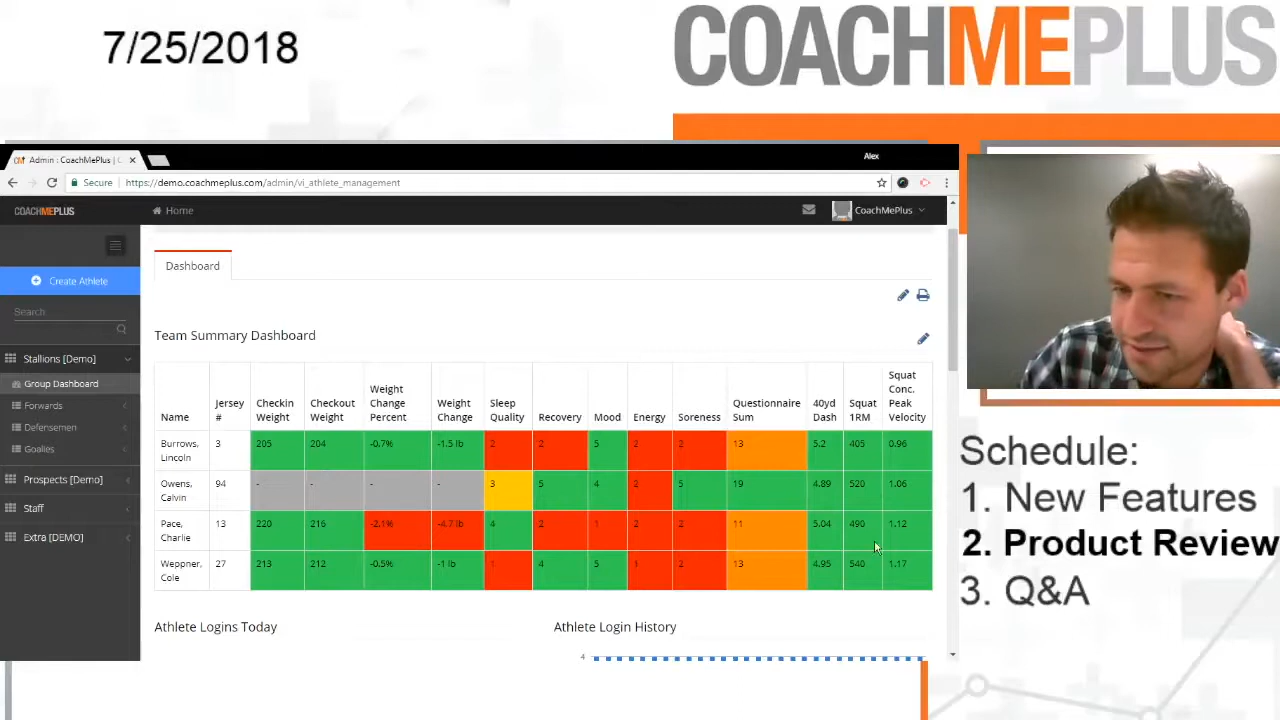 7/25/2018
COACHMEPLUS
Admin : CoachMePlus | C
Alex
Secure
https://demo.coachmeplus.com/admin/vi_athlete_management
COACHMEPLUS
Home
CoachMePlus
Create Athlete
Search
Stallions [Demo]
Group Dashboard
Forwards
Defensemen
Goalies
Prospects [Demo]
Staff
Extra [DEMO]
Dashboard
Team Summary Dashboard
Name Jersey # Checkin Weight Checkout Weight Weight Change Percent Weight Change Sleep Quality Recovery Mood Energy Soreness Questionnaire Sum 40yd Dash Squat 1RM Squat Conc. Peak Velocity
Burrows, Lincoln 3 205 204 -0.7% -1.5 lb 2 2 5 2 2 13 5.2 405 0.96
Owens, Calvin 94 - - - - 3 5 4 2 5 19 4.89 520 1.06
Pace, Charlie 13 220 216 -2.1% -4.7 lb 4 2 1 2 2 11 5.04 490 1.12
Weppner, Cole 27 213 212 -0.5% -1 lb 1 4 5 1 2 13 4.95 540 1.17
Athlete Logins Today
Athlete Login History
4
Schedule:
1. New Features
2. Product Review
3. Q&A